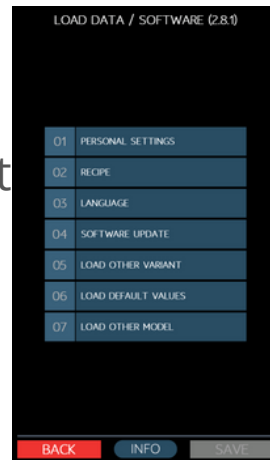 LOAD DATA / SOFTWARE (2.8.1)
t
01 PERSONAL SETTINGS
02 RECIPE
03 LANGUAGE
04 SOFTWARE UPDATE
05 LOAD OTHER VARIANT
06 LOAD DEFAULT VALUES
07 LOAD OTHER MODEL
BACK INFO SAVE